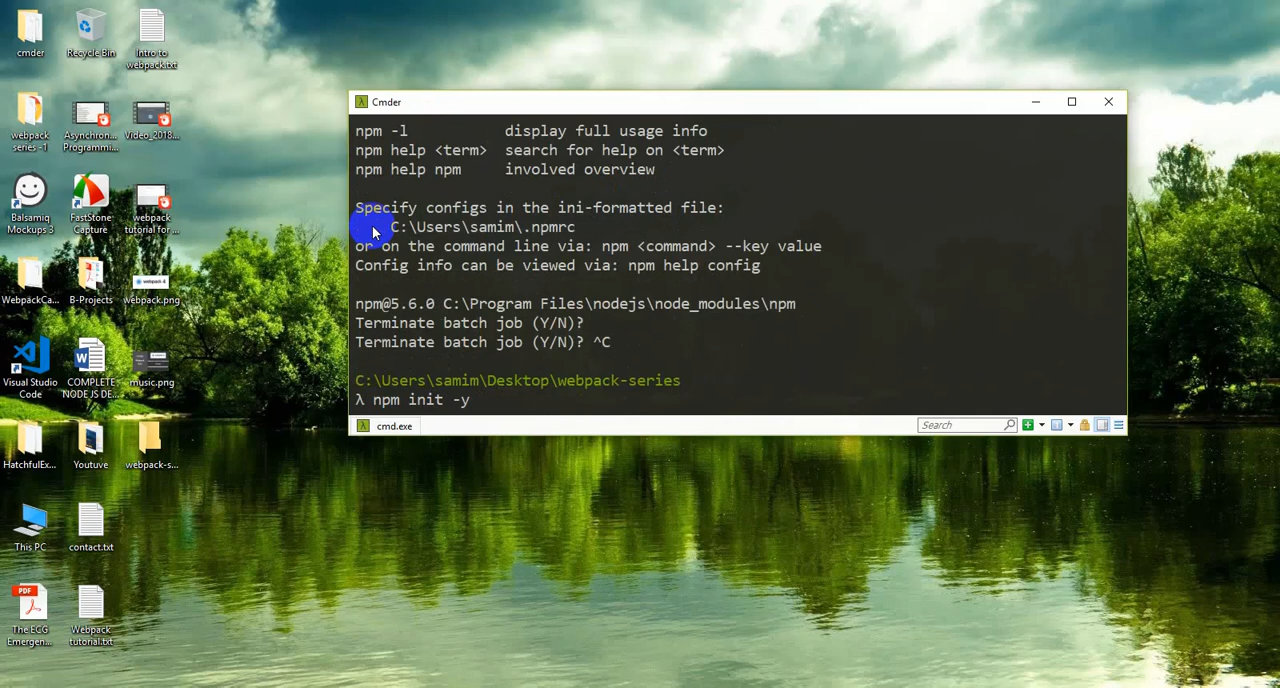 cmder
Recycle Bin
Intro to
webpack.txt
webpack
series -1
Asynchron...
Programmi...
Video_2018...
Balsamiq
Mockups 3
FastStone
Capture
webpack
tutorial for ...
WebpackCa...
B-Projects
webpack 4
webpack.png
Visual Studio
Code
COMPLETE
NODE JS DE...
music.png
HatchfulEx...
Youtuve
webpack-s...
This PC
contact.txt
PDF
The ECG
Emergen...
Webpack
tutorial.txt
Cmder
npm -l display full usage info
npm help <term> search for help on <term>
npm help npm involved overview
Specify configs in the ini-formatted file:
C:\Users\samim\.npmrc
or on the command line via: npm <command> --key value
Config info can be viewed via: npm help config
npm@5.6.0 C:\Program Files\nodejs\node_modules\npm
Terminate batch job (Y/N)?
Terminate batch job (Y/N)? ^C
C:\Users\samim\Desktop\webpack-series
λ npm init -y
cmd.exe
Search